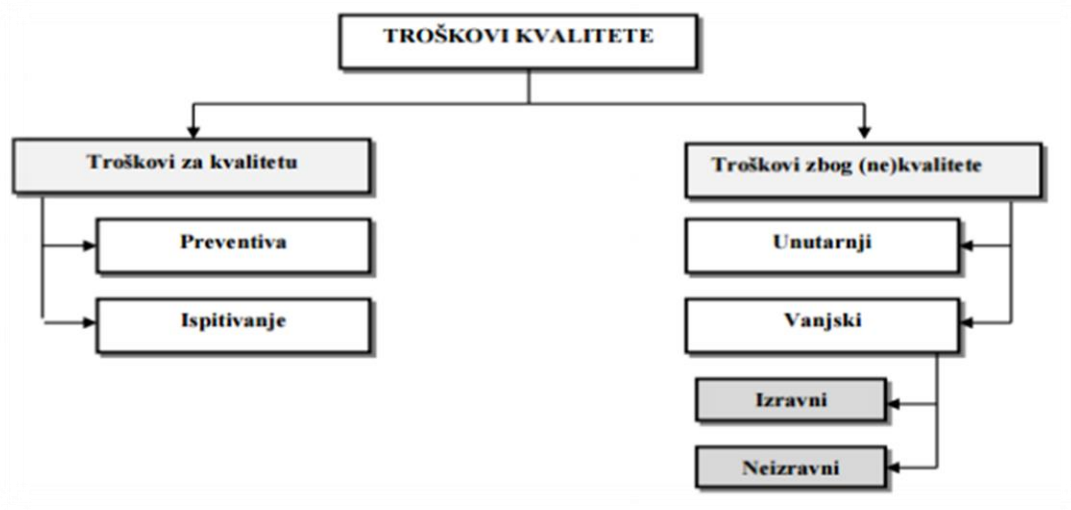 TROŠKOVI KVALITETE
Troškovi za kvalitetu
Preventiva
Ispitivanje
Troškovi zbog (ne)kvalitete
Unutarnji
Vanjski
Izravni
Neizravni